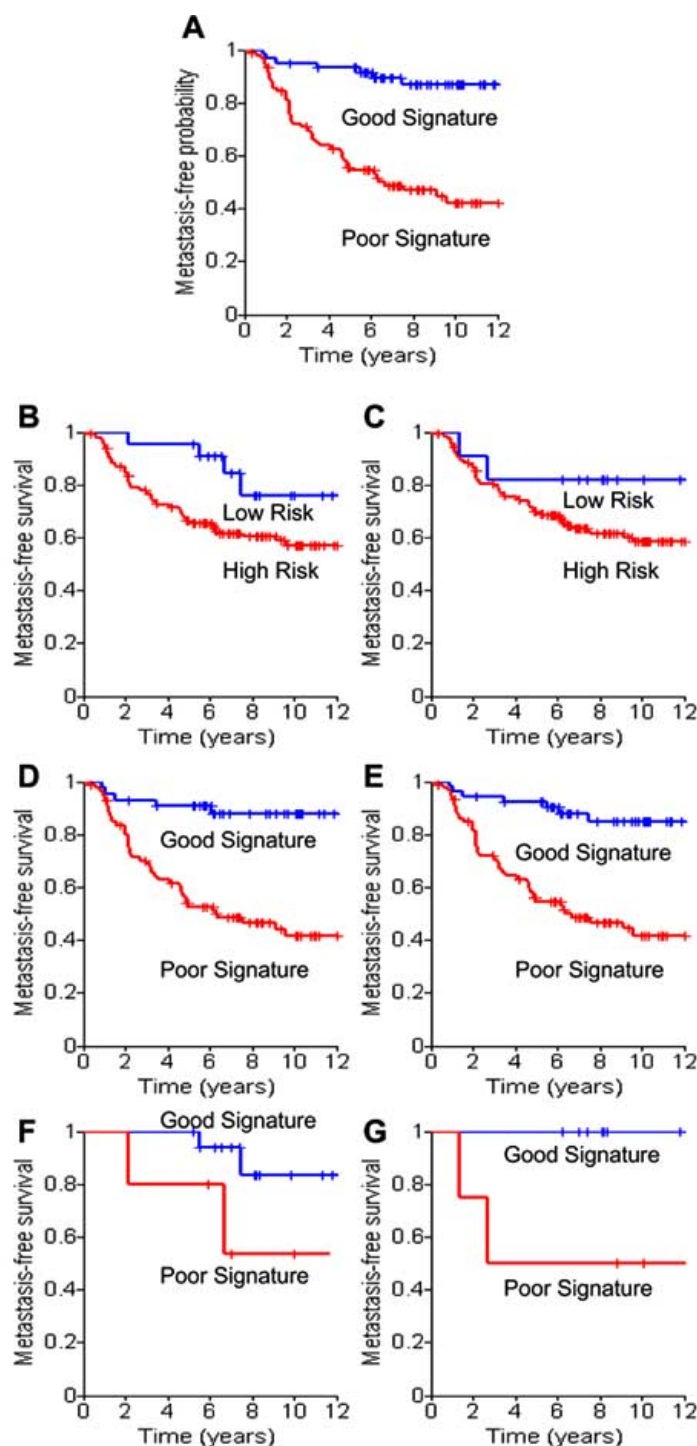 A
Metastasis-free probability
1
0.8
0.6
0.4
0.2
0
Good Signature
Poor Signature
0 2 4 6 8 10 12
Time (years)
B
Metastasis-free survival
1
0.8
0.6
0.4
0.2
0
Low Risk
High Risk
0 2 4 6 8 10 12
Time (years)
C
Metastasis-free survival
1
0.8
0.6
0.4
0.2
0
Low Risk
High Risk
0 2 4 6 8 10 12
Time (years)
D
Metastasis-free survival
1
0.8
0.6
0.4
0.2
0
Good Signature
Poor Signature
0 2 4 6 8 10 12
Time (years)
E
Metastasis-free survival
1
0.8
0.6
0.4
0.2
0
Good Signature
Poor Signature
0 2 4 6 8 10 12
Time (years)
F
Metastasis-free survival
1
0.8
0.6
0.4
0.2
0
Good Signature
Poor Signature
0 2 4 6 8 10 12
Time (years)
G
Metastasis-free survival
1
0.8
0.6
0.4
0.2
0
Good Signature
Poor Signature
0 2 4 6 8 10 12
Time (years)